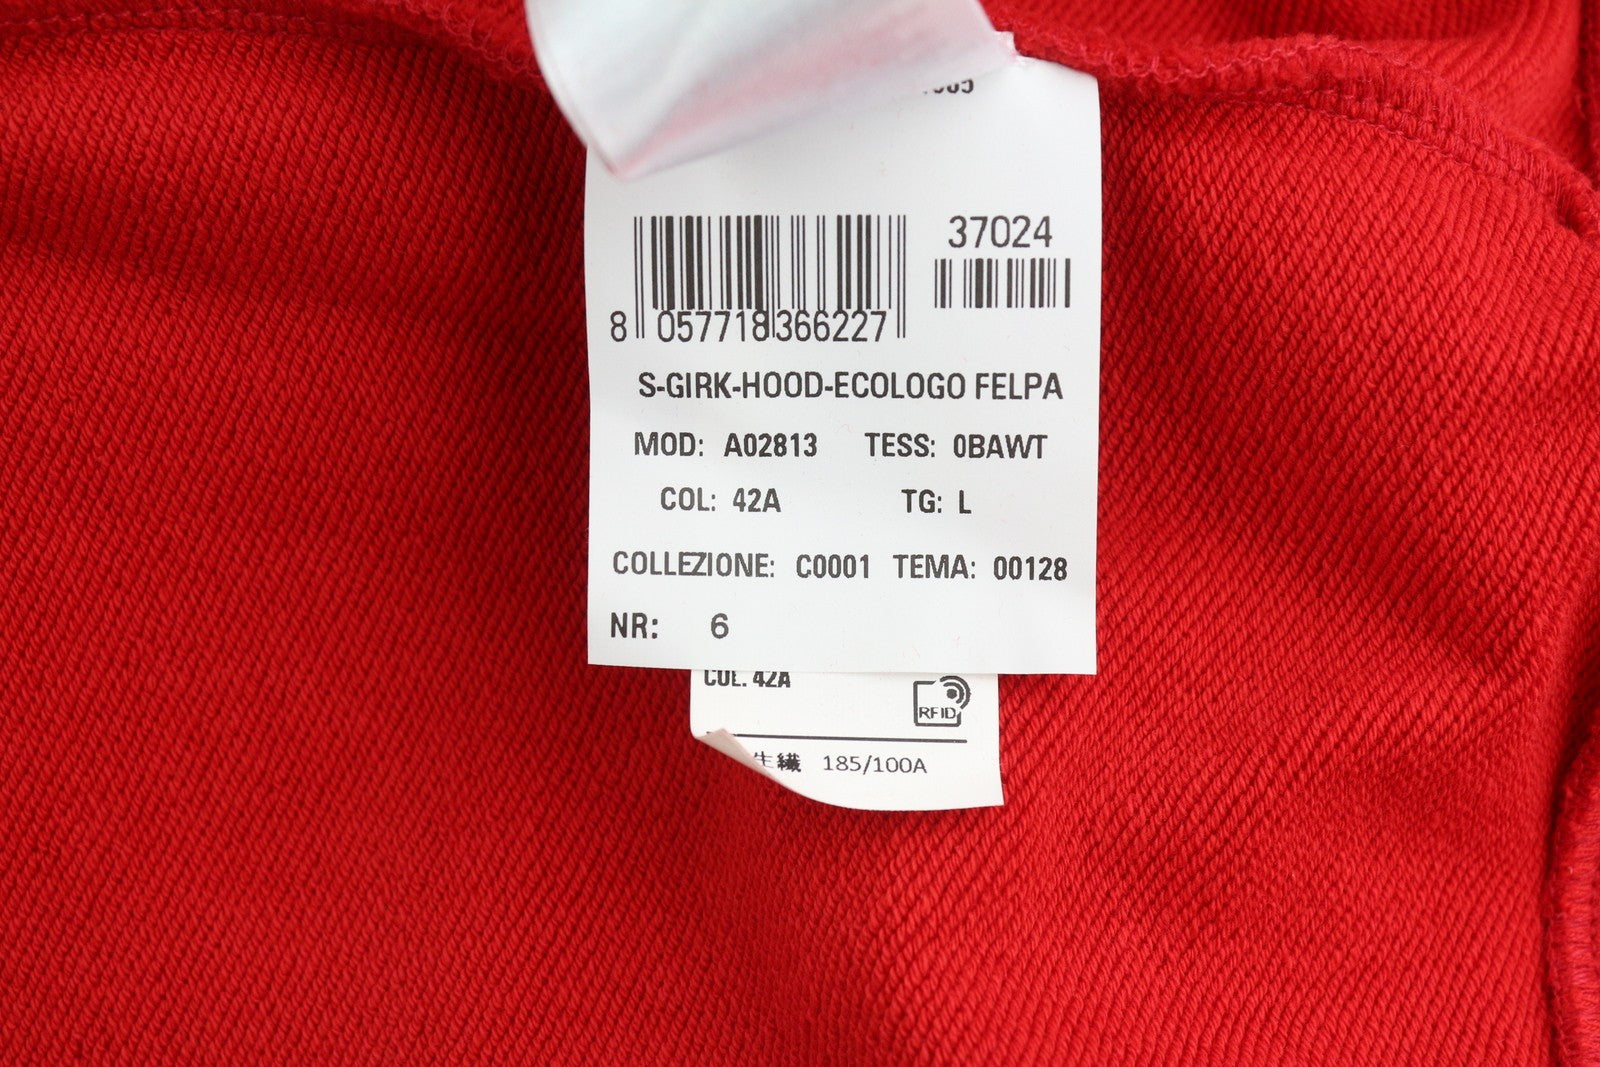 37024
8 057718 366227
S-GIRK-HOOD-ECOLOGO FELPA
MOD: A02813 TESS: 0BAWT
COL: 42A TG: L
COLLEZIONE: C0001 TEMA: 00128
NR: 6
COL. 42A
RFID
185/100A